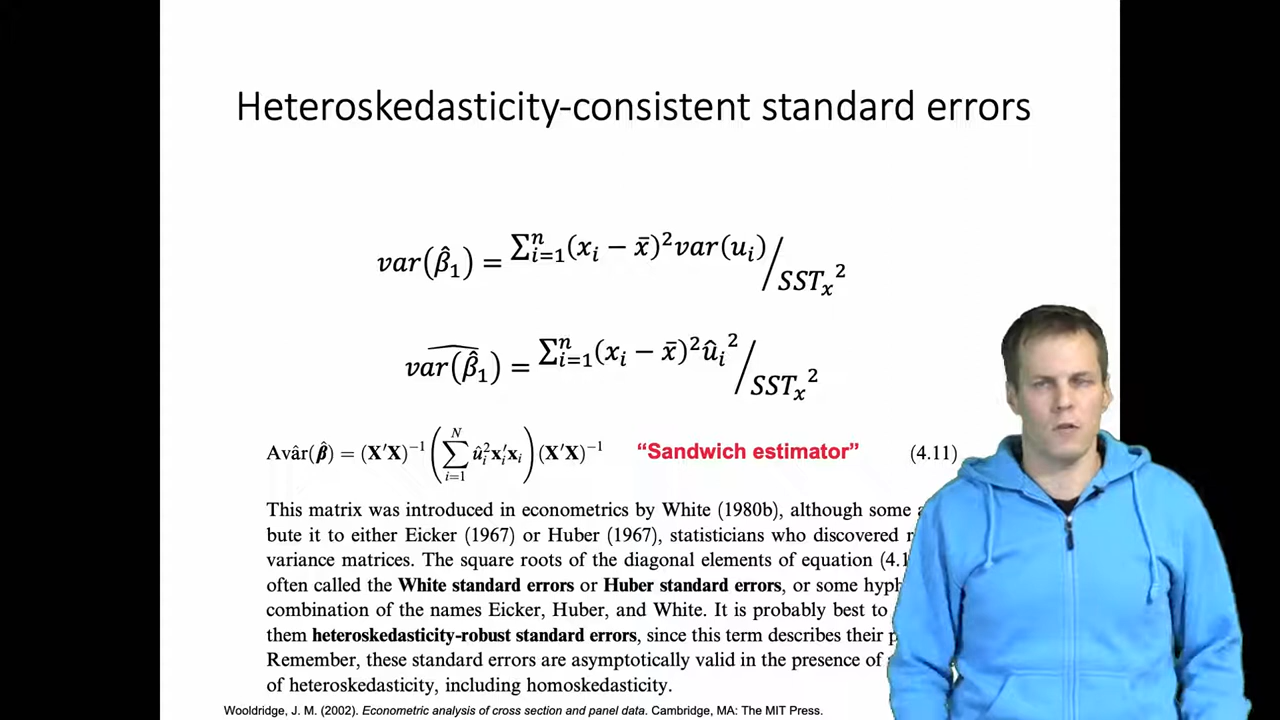 Heteroskedasticity-consistent standard errors
var(β̂₁) = ∑ⁿᵢ₌₁(xᵢ − x̄)²var(uᵢ) / SSTₓ²
v͡ar(β̂₁) = ∑ⁿᵢ₌₁(xᵢ − x̄)²ûᵢ² / SSTₓ²
Avâr(β̂) = (X′X)⁻¹ (∑ᴺᵢ₌₁ ûᵢ²xᵢ′xᵢ) (X′X)⁻¹ “Sandwich estimator” (4.11)
This matrix was introduced in econometrics by White (1980b), although some
bute it to either Eicker (1967) or Huber (1967), statisticians who discovered
variance matrices. The square roots of the diagonal elements of equation
often called the White standard errors or Huber standard errors, or some
combination of the names Eicker, Huber, and White. It is probably best to
them heteroskedasticity-robust standard errors, since this term describes their
Remember, these standard errors are asymptotically valid in the presence of
of heteroskedasticity, including homoskedasticity.
Wooldridge, J. M. (2002). Econometric analysis of cross section and panel data. Cambridge, MA: The MIT Press.